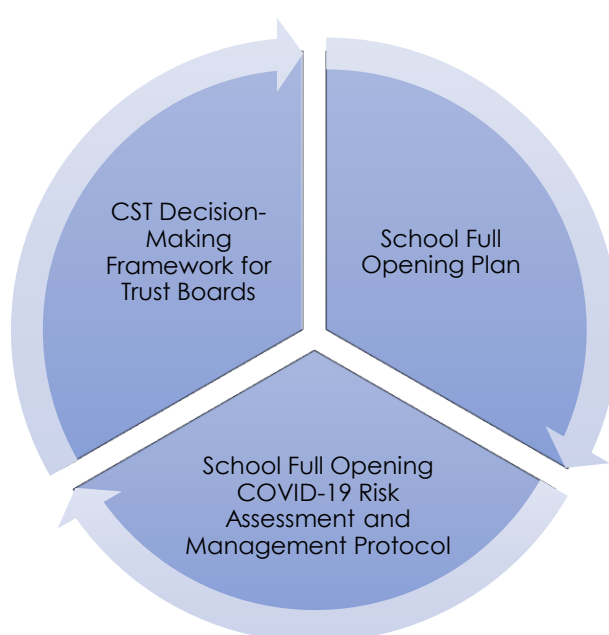 CST Decision-
Making
Framework for
Trust Boards
School Full
Opening Plan
School Full Opening
COVID-19 Risk
Assessment and
Management Protocol